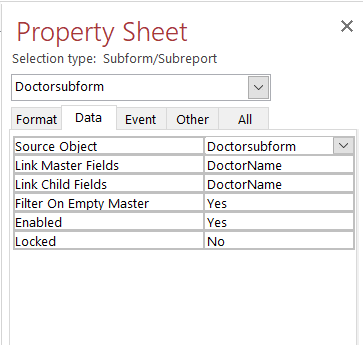 Property Sheet
Selection type: Subform/Subreport
Doctorsubform
Format Data Event Other All
Source Object Doctorsubform
Link Master Fields DoctorName
Link Child Fields DoctorName
Filter On Empty Master Yes
Enabled Yes
Locked No